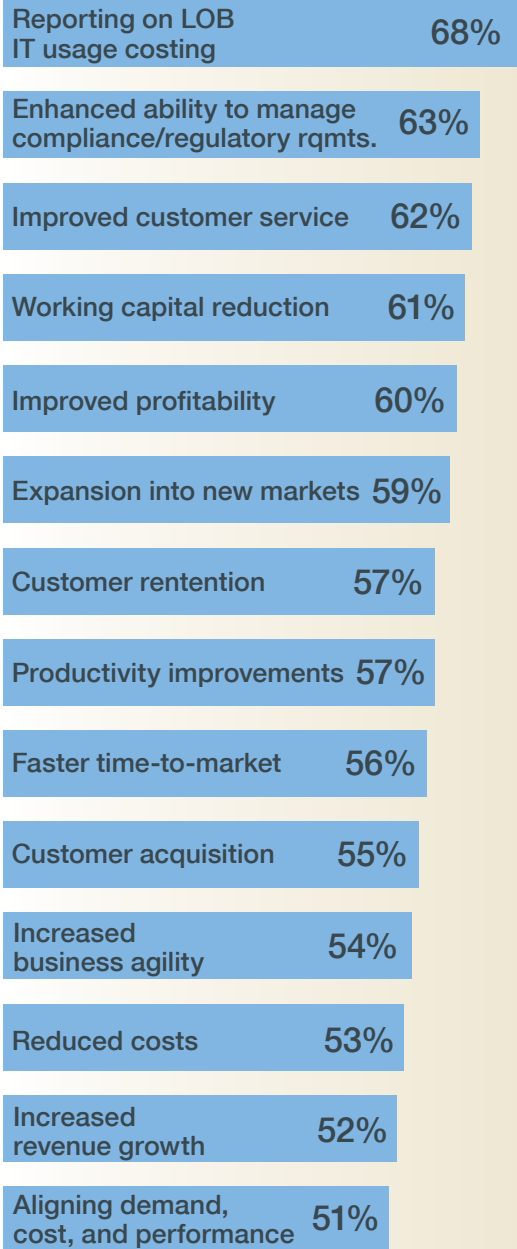 Reporting on LOB
IT usage costing
68%
Enhanced ability to manage
compliance/regulatory rqmts.
63%
Improved customer service 62%
Working capital reduction 61%
Improved profitability 60%
Expansion into new markets 59%
Customer rentention 57%
Productivity improvements 57%
Faster time-to-market 56%
Customer acquisition 55%
Increased
business agility
54%
Reduced costs 53%
Increased
revenue growth
52%
Aligning demand,
cost, and performance
51%